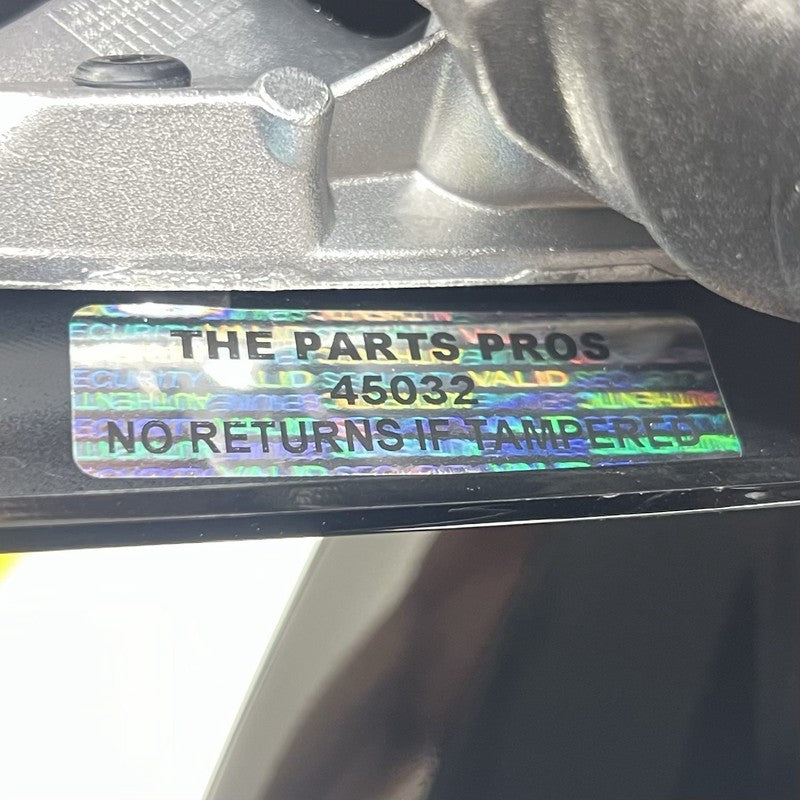 THE PARTS PROS
45032
NO RETURNS IF TAMPERED